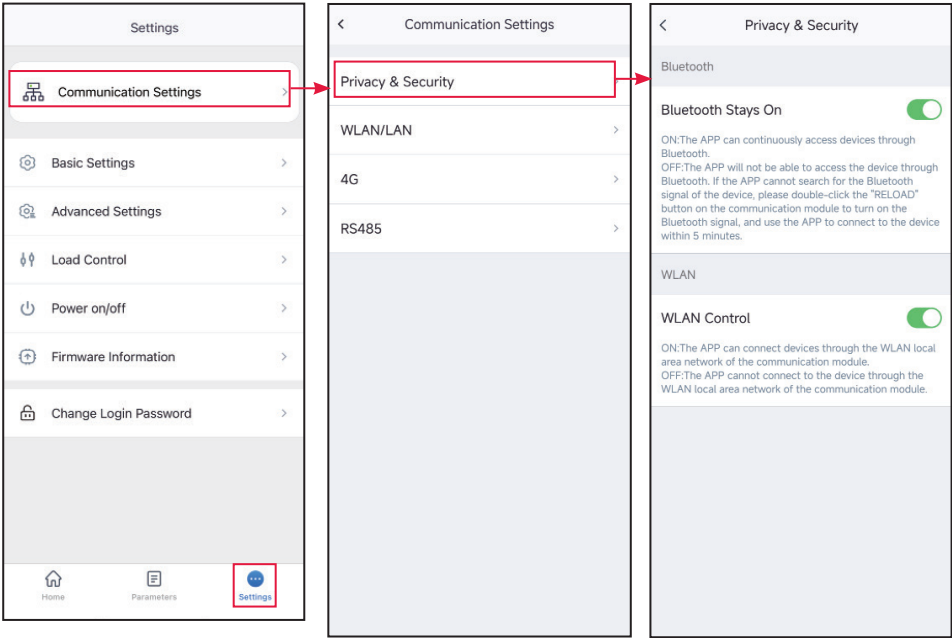 Settings
Communication Settings
Basic Settings
Advanced Settings
Load Control
Power on/off
Firmware Information
Change Login Password
Home
Parameters
Settings
Communication Settings
Privacy & Security
WLAN/LAN
4G
RS485
Privacy & Security
Bluetooth
Bluetooth Stays On
ON:The APP can continuously access devices through
Bluetooth.
OFF:The APP will not be able to access the device through
Bluetooth. If the APP cannot search for the Bluetooth
signal of the device, please double-click the "RELOAD"
button on the communication module to turn on the
Bluetooth signal, and use the APP to connect to the device
within 5 minutes.
WLAN
WLAN Control
ON:The APP can connect devices through the WLAN local
area network of the communication module.
OFF:The APP cannot connect to the device through the
WLAN local area network of the communication module.